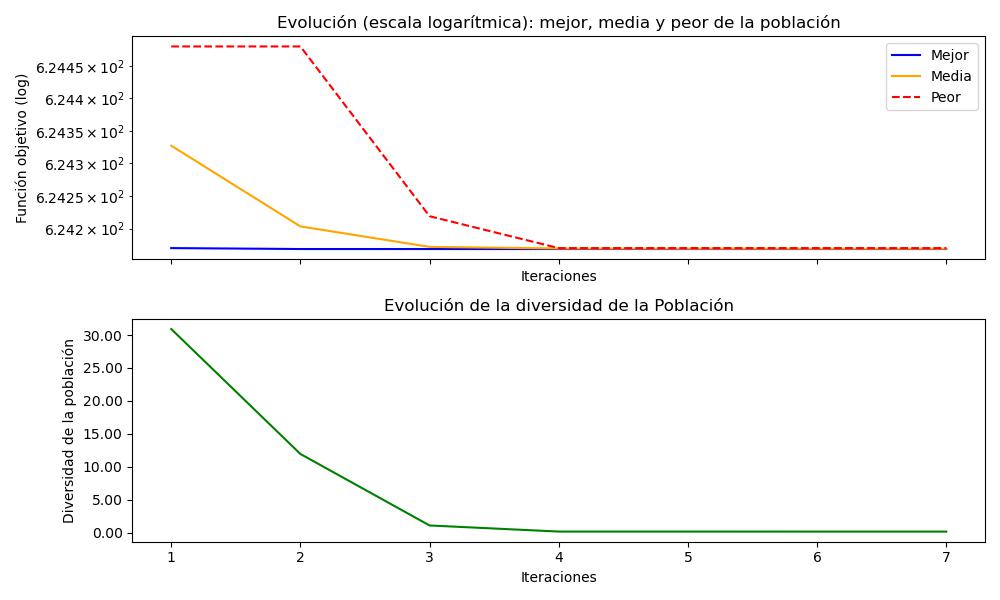 Evolución (escala logarítmica): mejor, media y peor de la población
Función objetivo (log)
6.2445 × 10²
6.244 × 10²
6.2435 × 10²
6.243 × 10²
6.2425 × 10²
6.242 × 10²
Mejor
Media
Peor
Iteraciones
Evolución de la diversidad de la Población
Diversidad de la población
30.00
25.00
20.00
15.00
10.00
5.00
0.00
1 2 3 4 5 6 7
Iteraciones